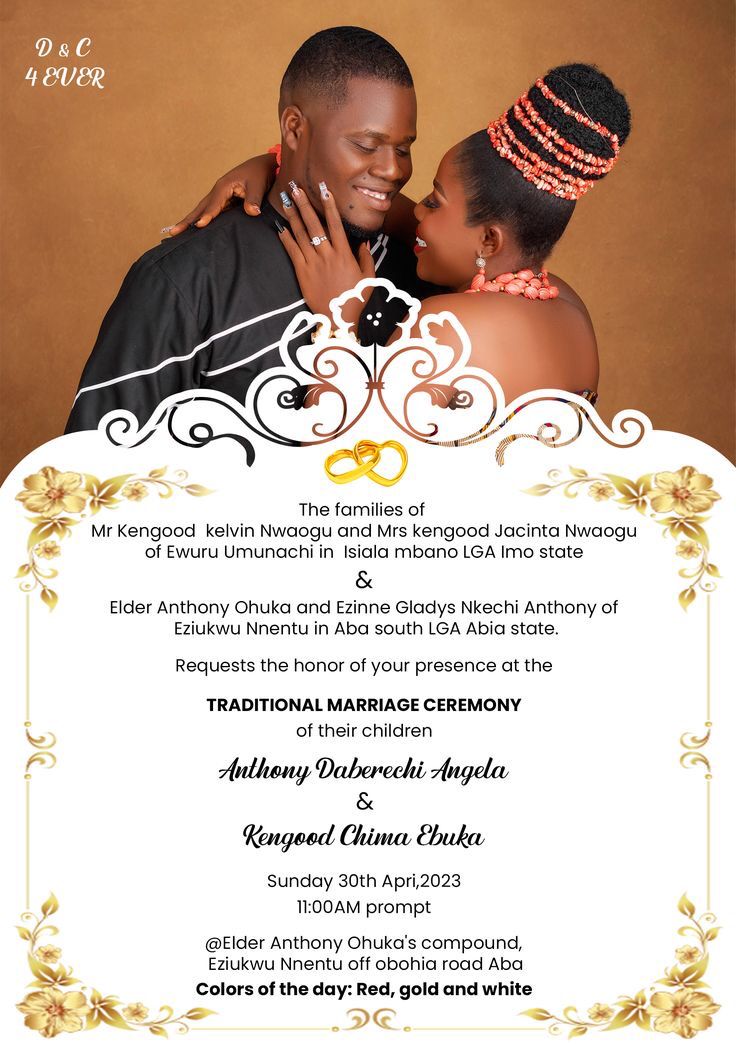 D & C
4 EVER
The families of
Mr Kengood kelvin Nwaogu and Mrs kengood Jacinta Nwaogu
of Ewuru Umunachi in Isiala mbano LGA Imo state
&
Elder Anthony Ohuka and Ezinne Gladys Nkechi Anthony of
Eziukwu Nnentu in Aba south LGA Abia state.
Requests the honor of your presence at the
TRADITIONAL MARRIAGE CEREMONY
of their children
Anthony Daberechi Angela
&
Kengood Chima Ebuka
Sunday 30th Apri,2023
11:00AM prompt
@Elder Anthony Ohuka's compound,
Eziukwu Nnentu off obohia road Aba
Colors of the day: Red, gold and white